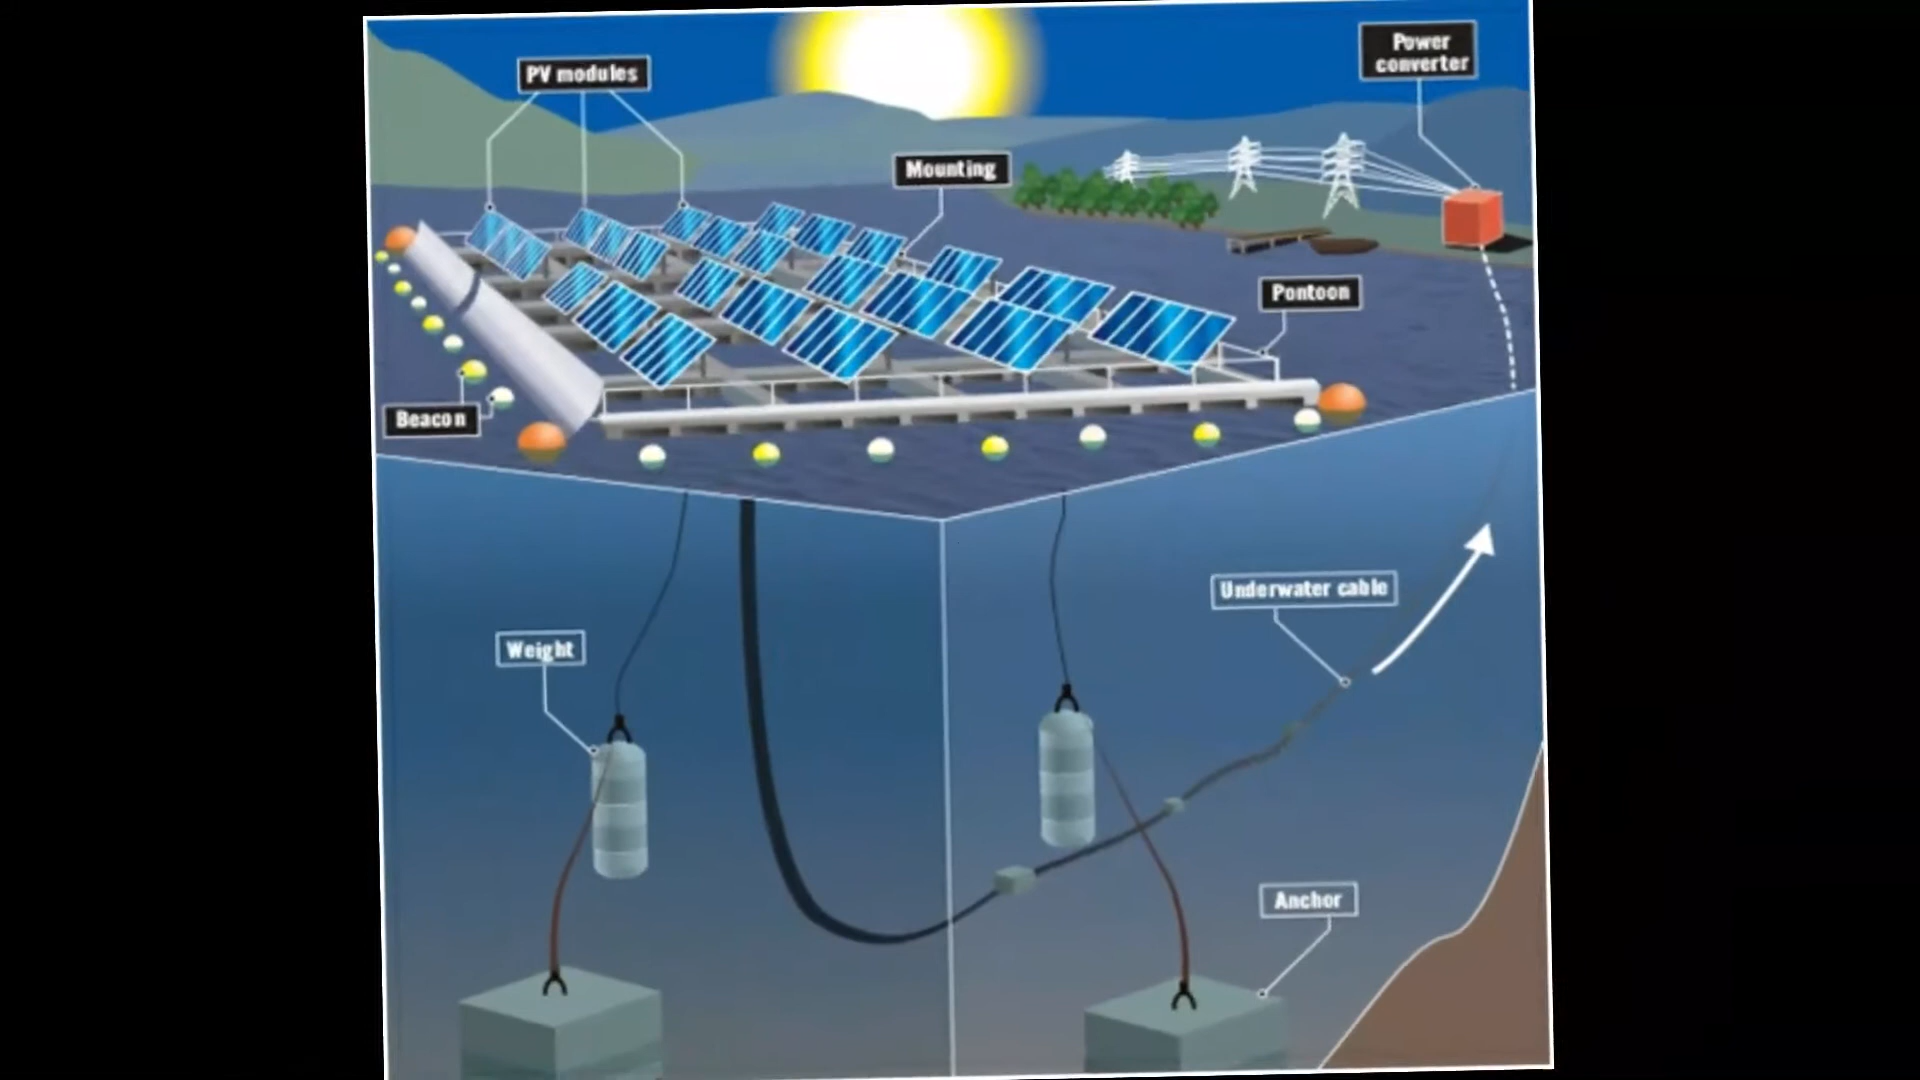 PV modules
Power
converter
Mounting
Pontoon
Beacon
Underwater cable
Weight
Anchor